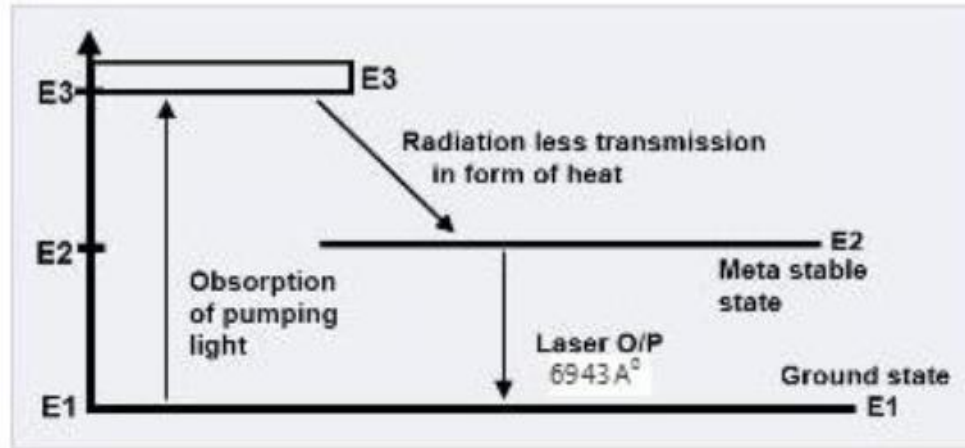 E3
E3
Radiation less transmission
in form of heat
E2
E2
Meta stable
state
Obsorption
of pumping
light
Laser O/P
6943A°
Ground state
E1
E1